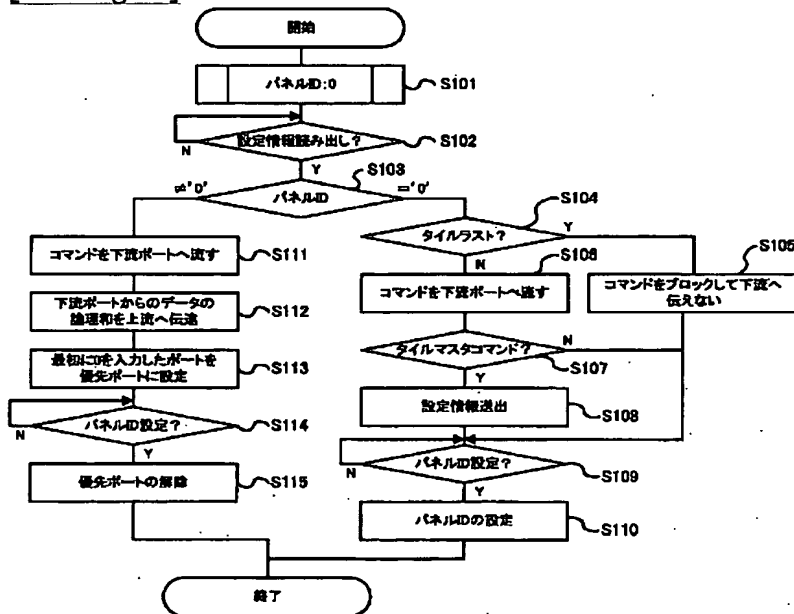 開始
パネルID:0
S101
設定情報読み出し?
S102
N
Y
S103
≠'0'
パネルID
='0'
S104
タイルラスト?
Y
N
S106
S105
コマンドを下流ポートへ流す
S111
コマンドを下流ポートへ流す
コマンドをブロックして下流へ
伝えない
下流ポートからのデータの
論理和を上流へ伝達
S112
タイルマスタコマンド?
N
S107
Y
最初に0を入力したポートを
優先ポートに設定
S113
設定情報送出
S108
パネルID設定?
S114
N
Y
パネルID設定?
S109
N
Y
優先ポートの解除
S115
パネルIDの設定
S110
終了